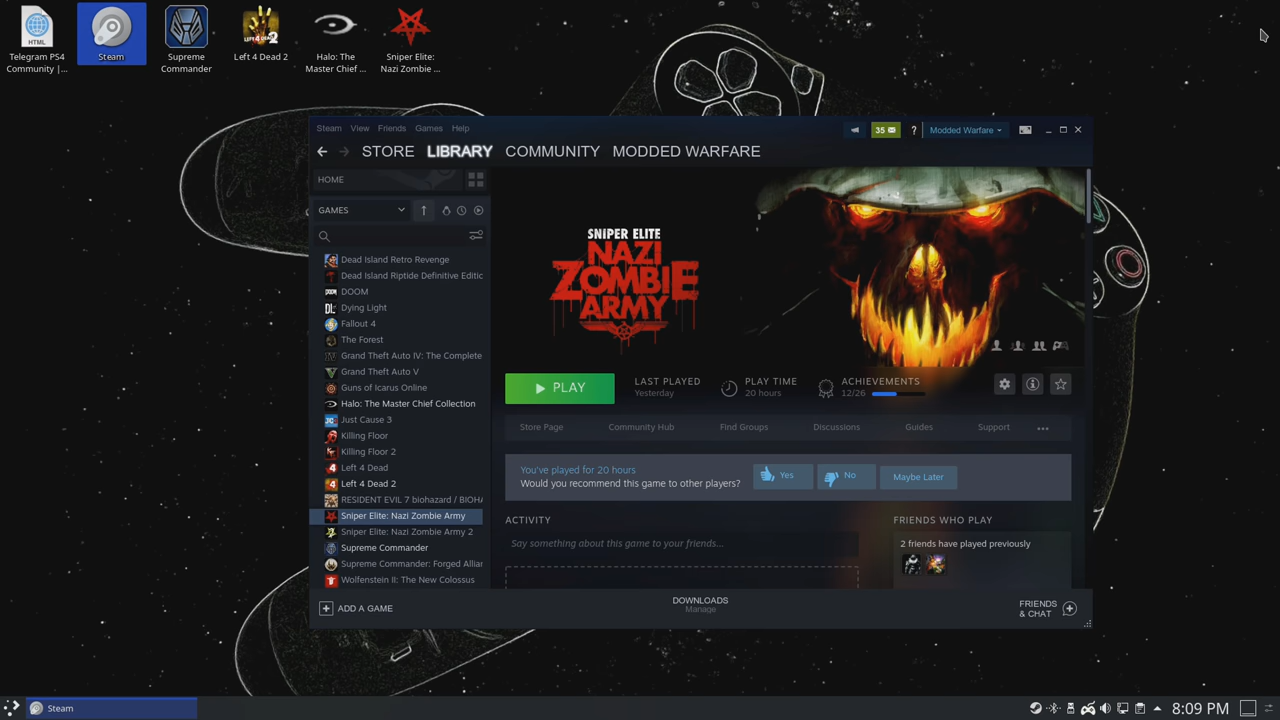 HTML
Telegram PS4
Community |...
Steam
Supreme
Commander
Left 4 Dead 2
Halo: The
Master Chief ...
Sniper Elite:
Nazi Zombie ...
Steam View Friends Games Help
35
?
Modded Warfare
STORE LIBRARY COMMUNITY MODDED WARFARE
HOME
GAMES
Dead Island Retro Revenge
Dead Island Riptide Definitive Editic
DOOM
Dying Light
Fallout 4
The Forest
Grand Theft Auto IV: The Complete
Grand Theft Auto V
Guns of Icarus Online
Halo: The Master Chief Collection
Just Cause 3
Killing Floor
Killing Floor 2
Left 4 Dead
Left 4 Dead 2
RESIDENT EVIL 7 biohazard / BIOHA
Sniper Elite: Nazi Zombie Army
Sniper Elite: Nazi Zombie Army 2
Supreme Commander
Supreme Commander: Forged Allia
Wolfenstein II: The New Colossus
SNIPER ELITE
NAZI
ZOMBIE
ARMY
PLAY
LAST PLAYED
Yesterday
PLAY TIME
20 hours
ACHIEVEMENTS
12/26
Store Page Community Hub Find Groups Discussions Guides Support ...
You've played for 20 hours
Would you recommend this game to other players?
Yes
No
Maybe Later
ACTIVITY
Say something about this game to your friends...
FRIENDS WHO PLAY
2 friends have played previously
ADD A GAME
DOWNLOADS
Manage
FRIENDS
& CHAT
Steam
8:09 PM